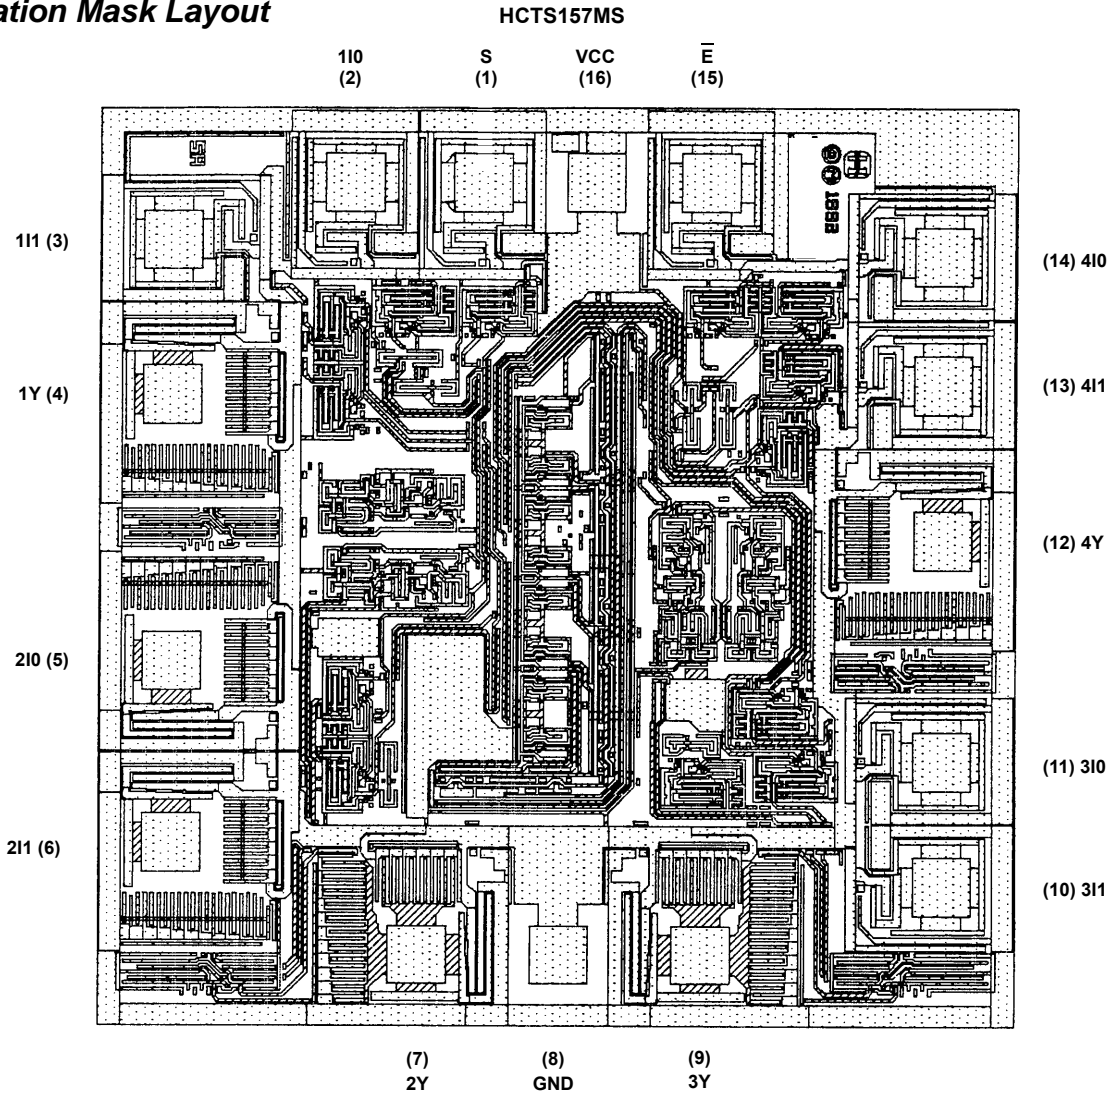 ation Mask Layout
HCTS157MS
1I0
(2)
S
(1)
VCC
(16)
E̅
(15)
1992
1I1 (3)
(14) 4I0
1Y (4)
(13) 4I1
(12) 4Y
2I0 (5)
(11) 3I0
2I1 (6)
(10) 3I1
(7)
2Y
(8)
GND
(9)
3Y